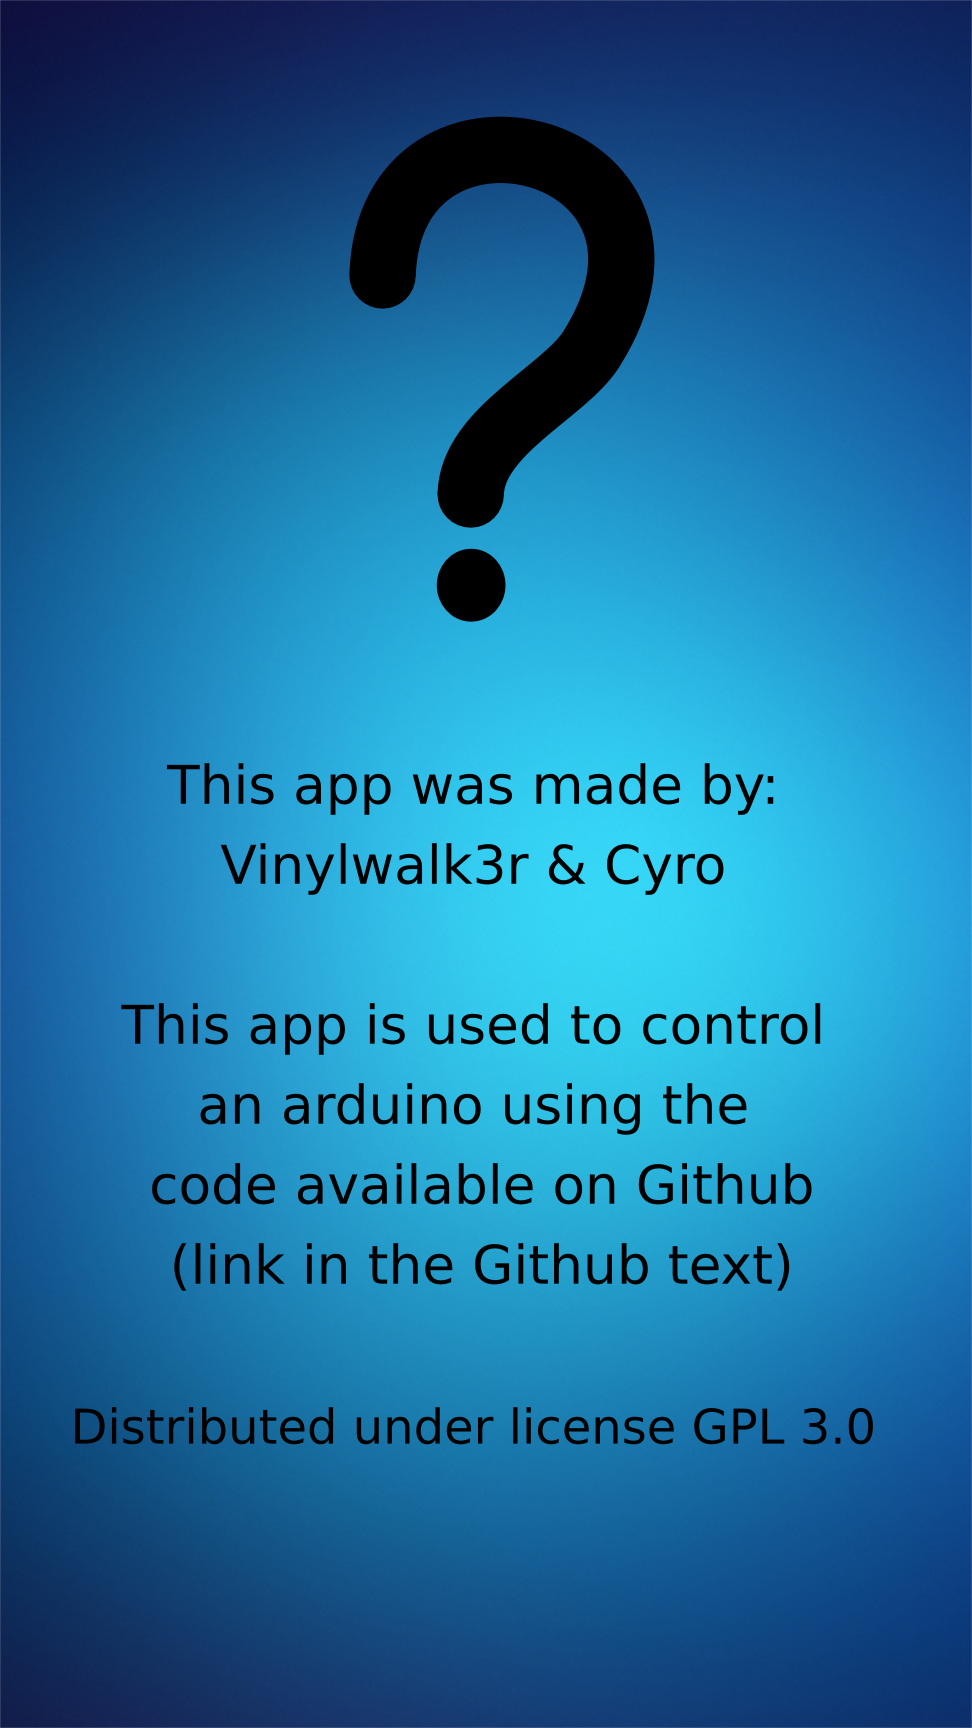 ?
This app was made by:
Vinylwalk3r & Cyro
This app is used to control
an arduino using the
code available on Github
(link in the Github text)
Distributed under license GPL 3.0